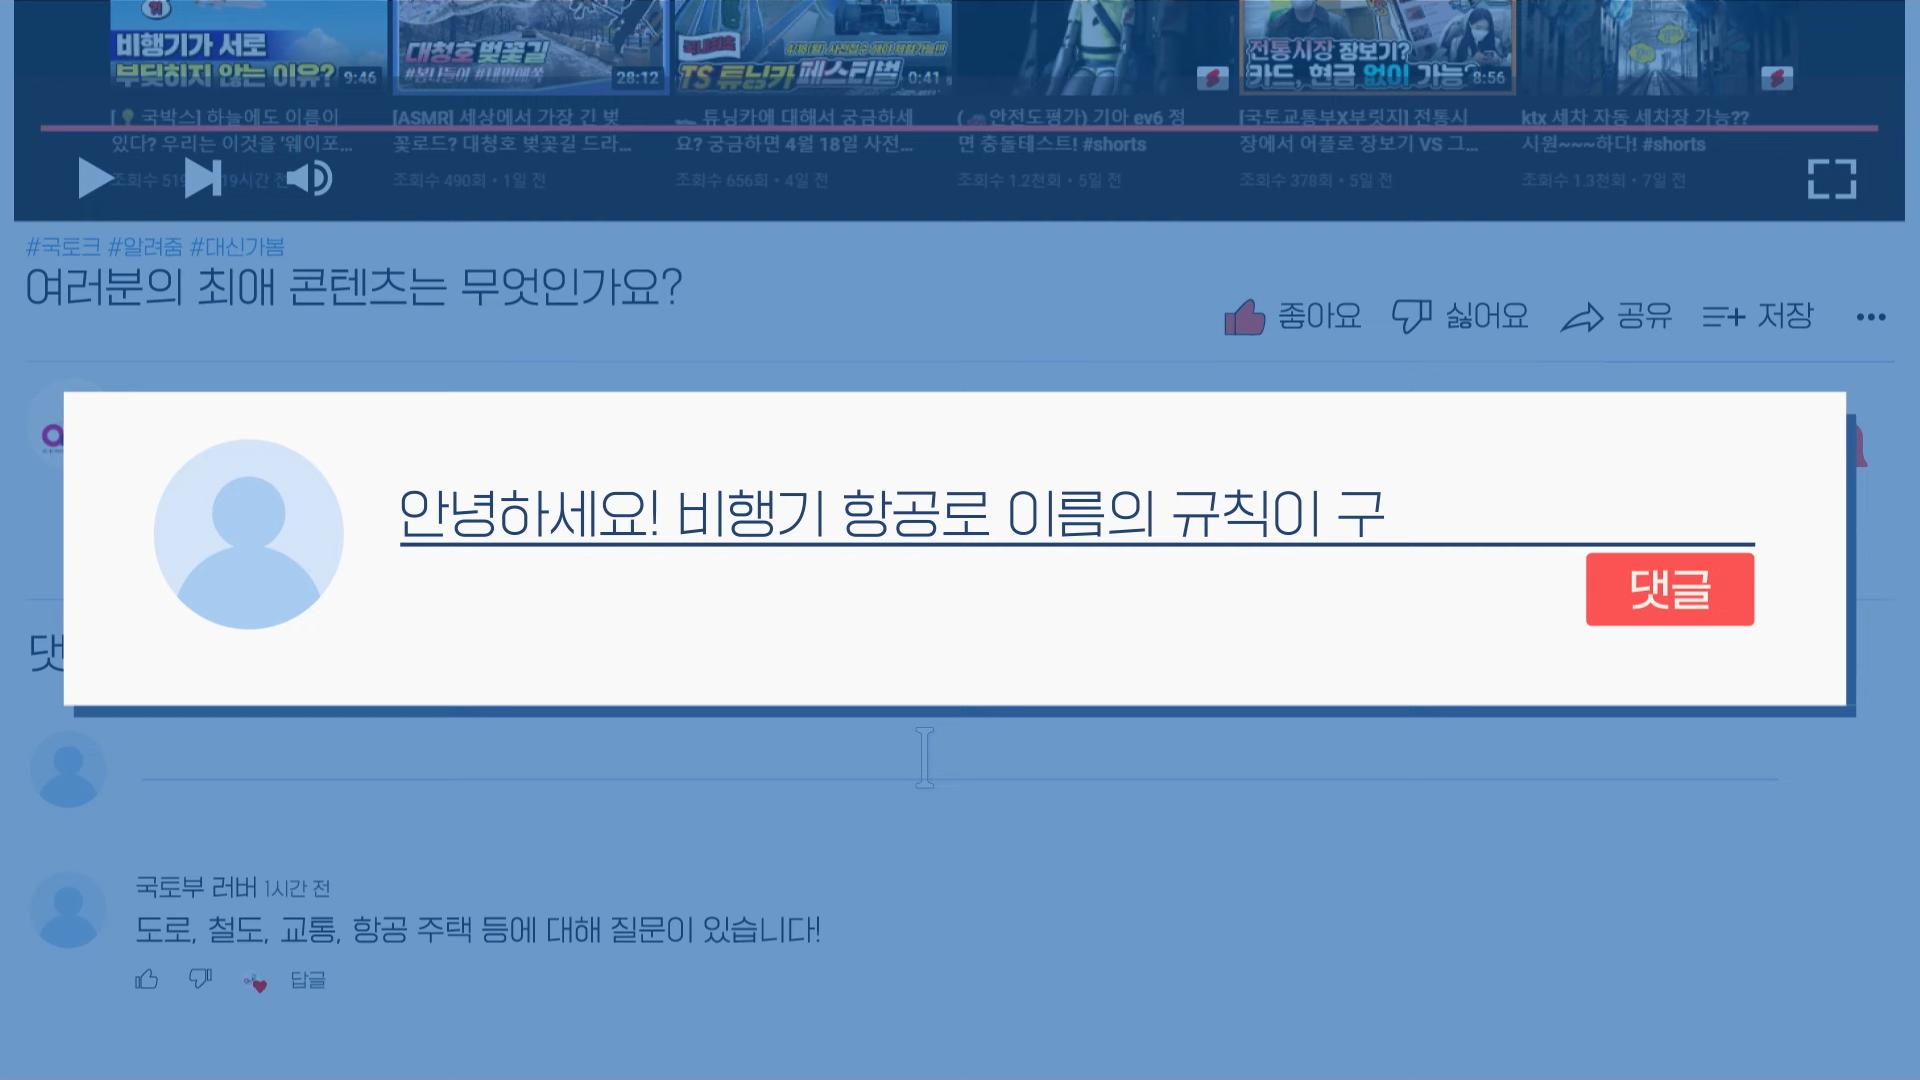 비행기가 서로
부딪히지 않는 이유?
9:46
대청호 벚꽃길
28:12
TS 튜닝카 페스티벌
0:41
전통시장 장보기?
카드, 현금 없이 가능?
8:56
국박스] 하늘에도 이름이
있다? 우리는 이것을 '웨이포...
[ASMR] 세상에서 가장 긴 벚
꽃로드? 대청호 벚꽃길 드라...
조회수 490회 • 1일 전
튜닝카에 대해서 궁금하세
요? 궁금하면 4월 18일 사전...
조회수 656회 • 4일 전
안전도평가) 기아 ev6 정
면 충돌테스트! #shorts
조회수 1.2천회 • 5일 전
[국토교통부X부릿지] 전통시
장에서 어플로 장보기 VS 그...
조회수 378회 • 5일 전
ktx 세차 자동 세차장 가능??
시원~~~하다! #shorts
조회수 1.3천회 • 7일 전
#국토크 #알려줌 #대신가봄
여러분의 최애 콘텐츠는 무엇인가요?
좋아요 싫어요 공유 저장
안녕하세요! 비행기 항공로 이름의 규칙이 구
댓글
댓
국토부 러버 1시간 전
도로, 철도, 교통, 항공 주택 등에 대해 질문이 있습니다!
답글